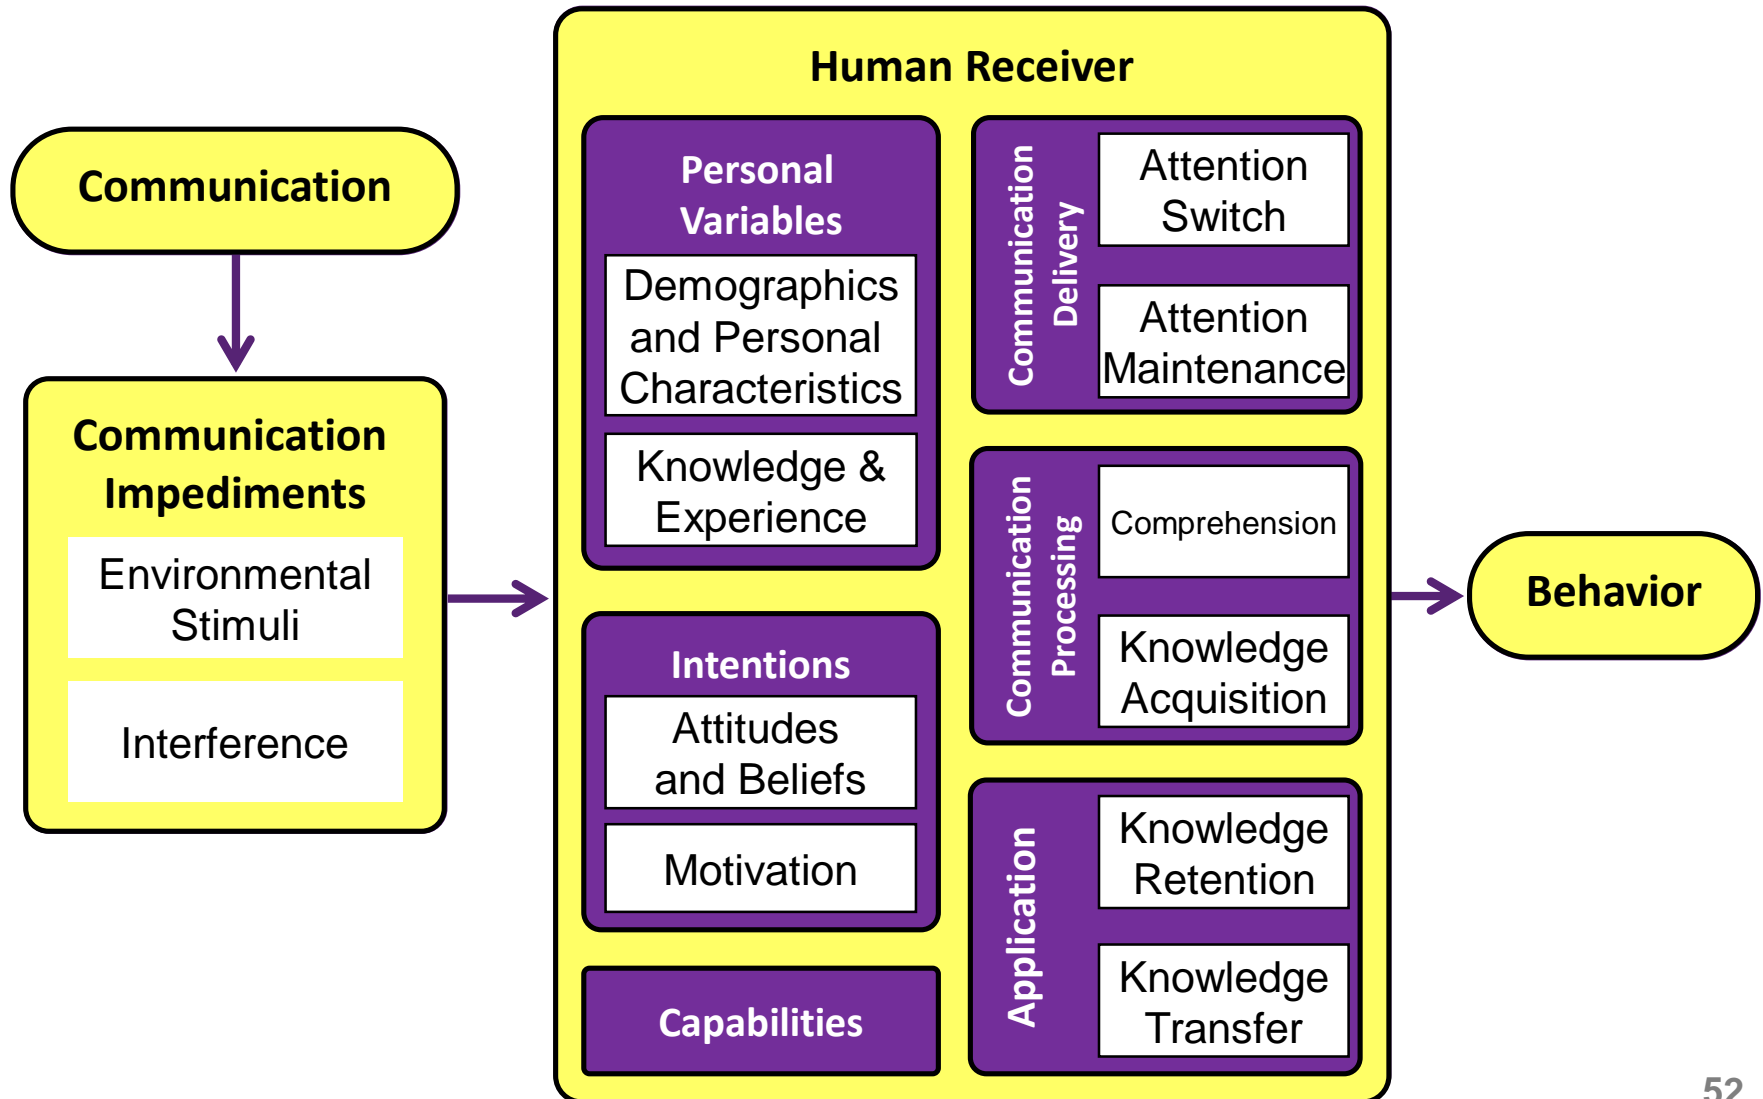 Communication
Communication
Impediments
Environmental
Stimuli
Interference
Human Receiver
Personal
Variables
Demographics
and Personal
Characteristics
Knowledge &
Experience
Intentions
Attitudes
and Beliefs
Motivation
Capabilities
Communication
Delivery
Attention
Switch
Attention
Maintenance
Communication
Processing
Comprehension
Knowledge
Acquisition
Application
Knowledge
Retention
Knowledge
Transfer
Behavior
52